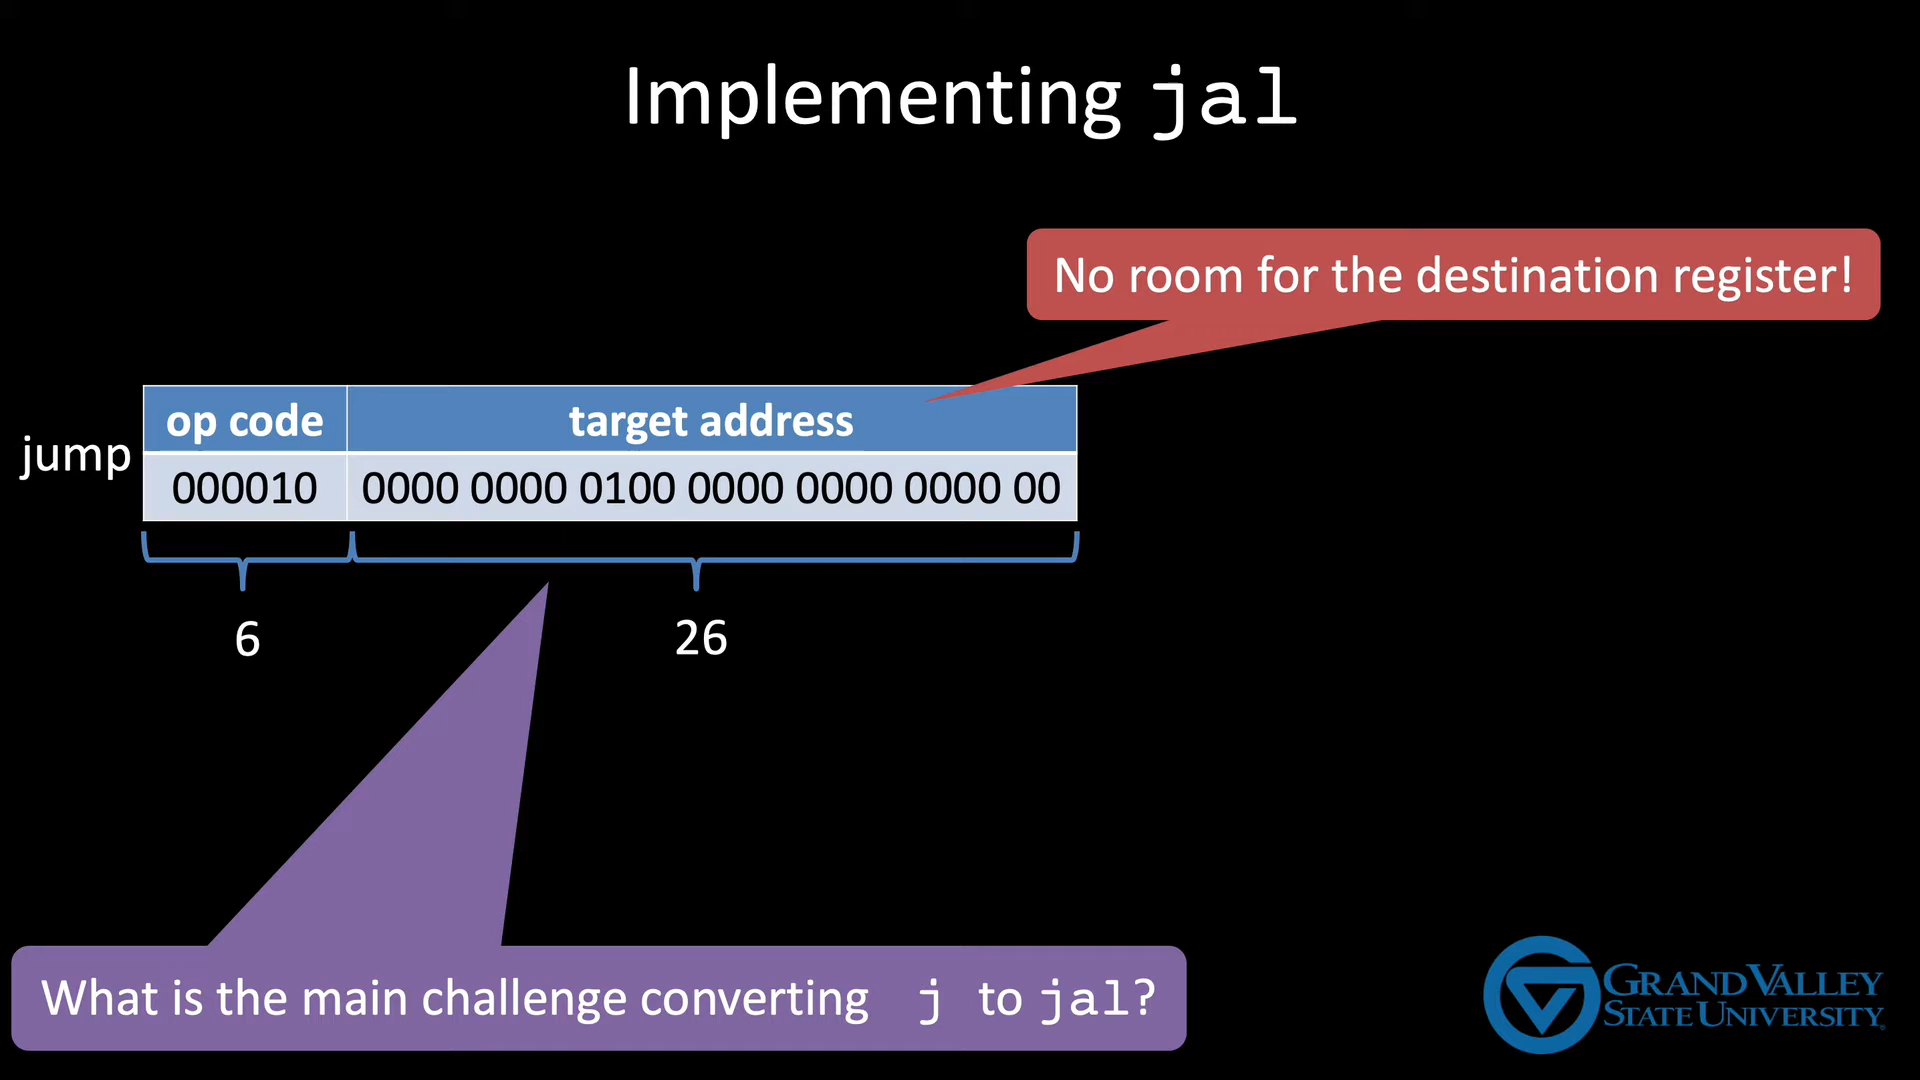 Implementing jal
No room for the destination register!
jump
op code target address
000010 0000 0000 0100 0000 0000 0000 00
6 26
What is the main challenge converting j to jal?
GRAND VALLEY
STATE UNIVERSITY